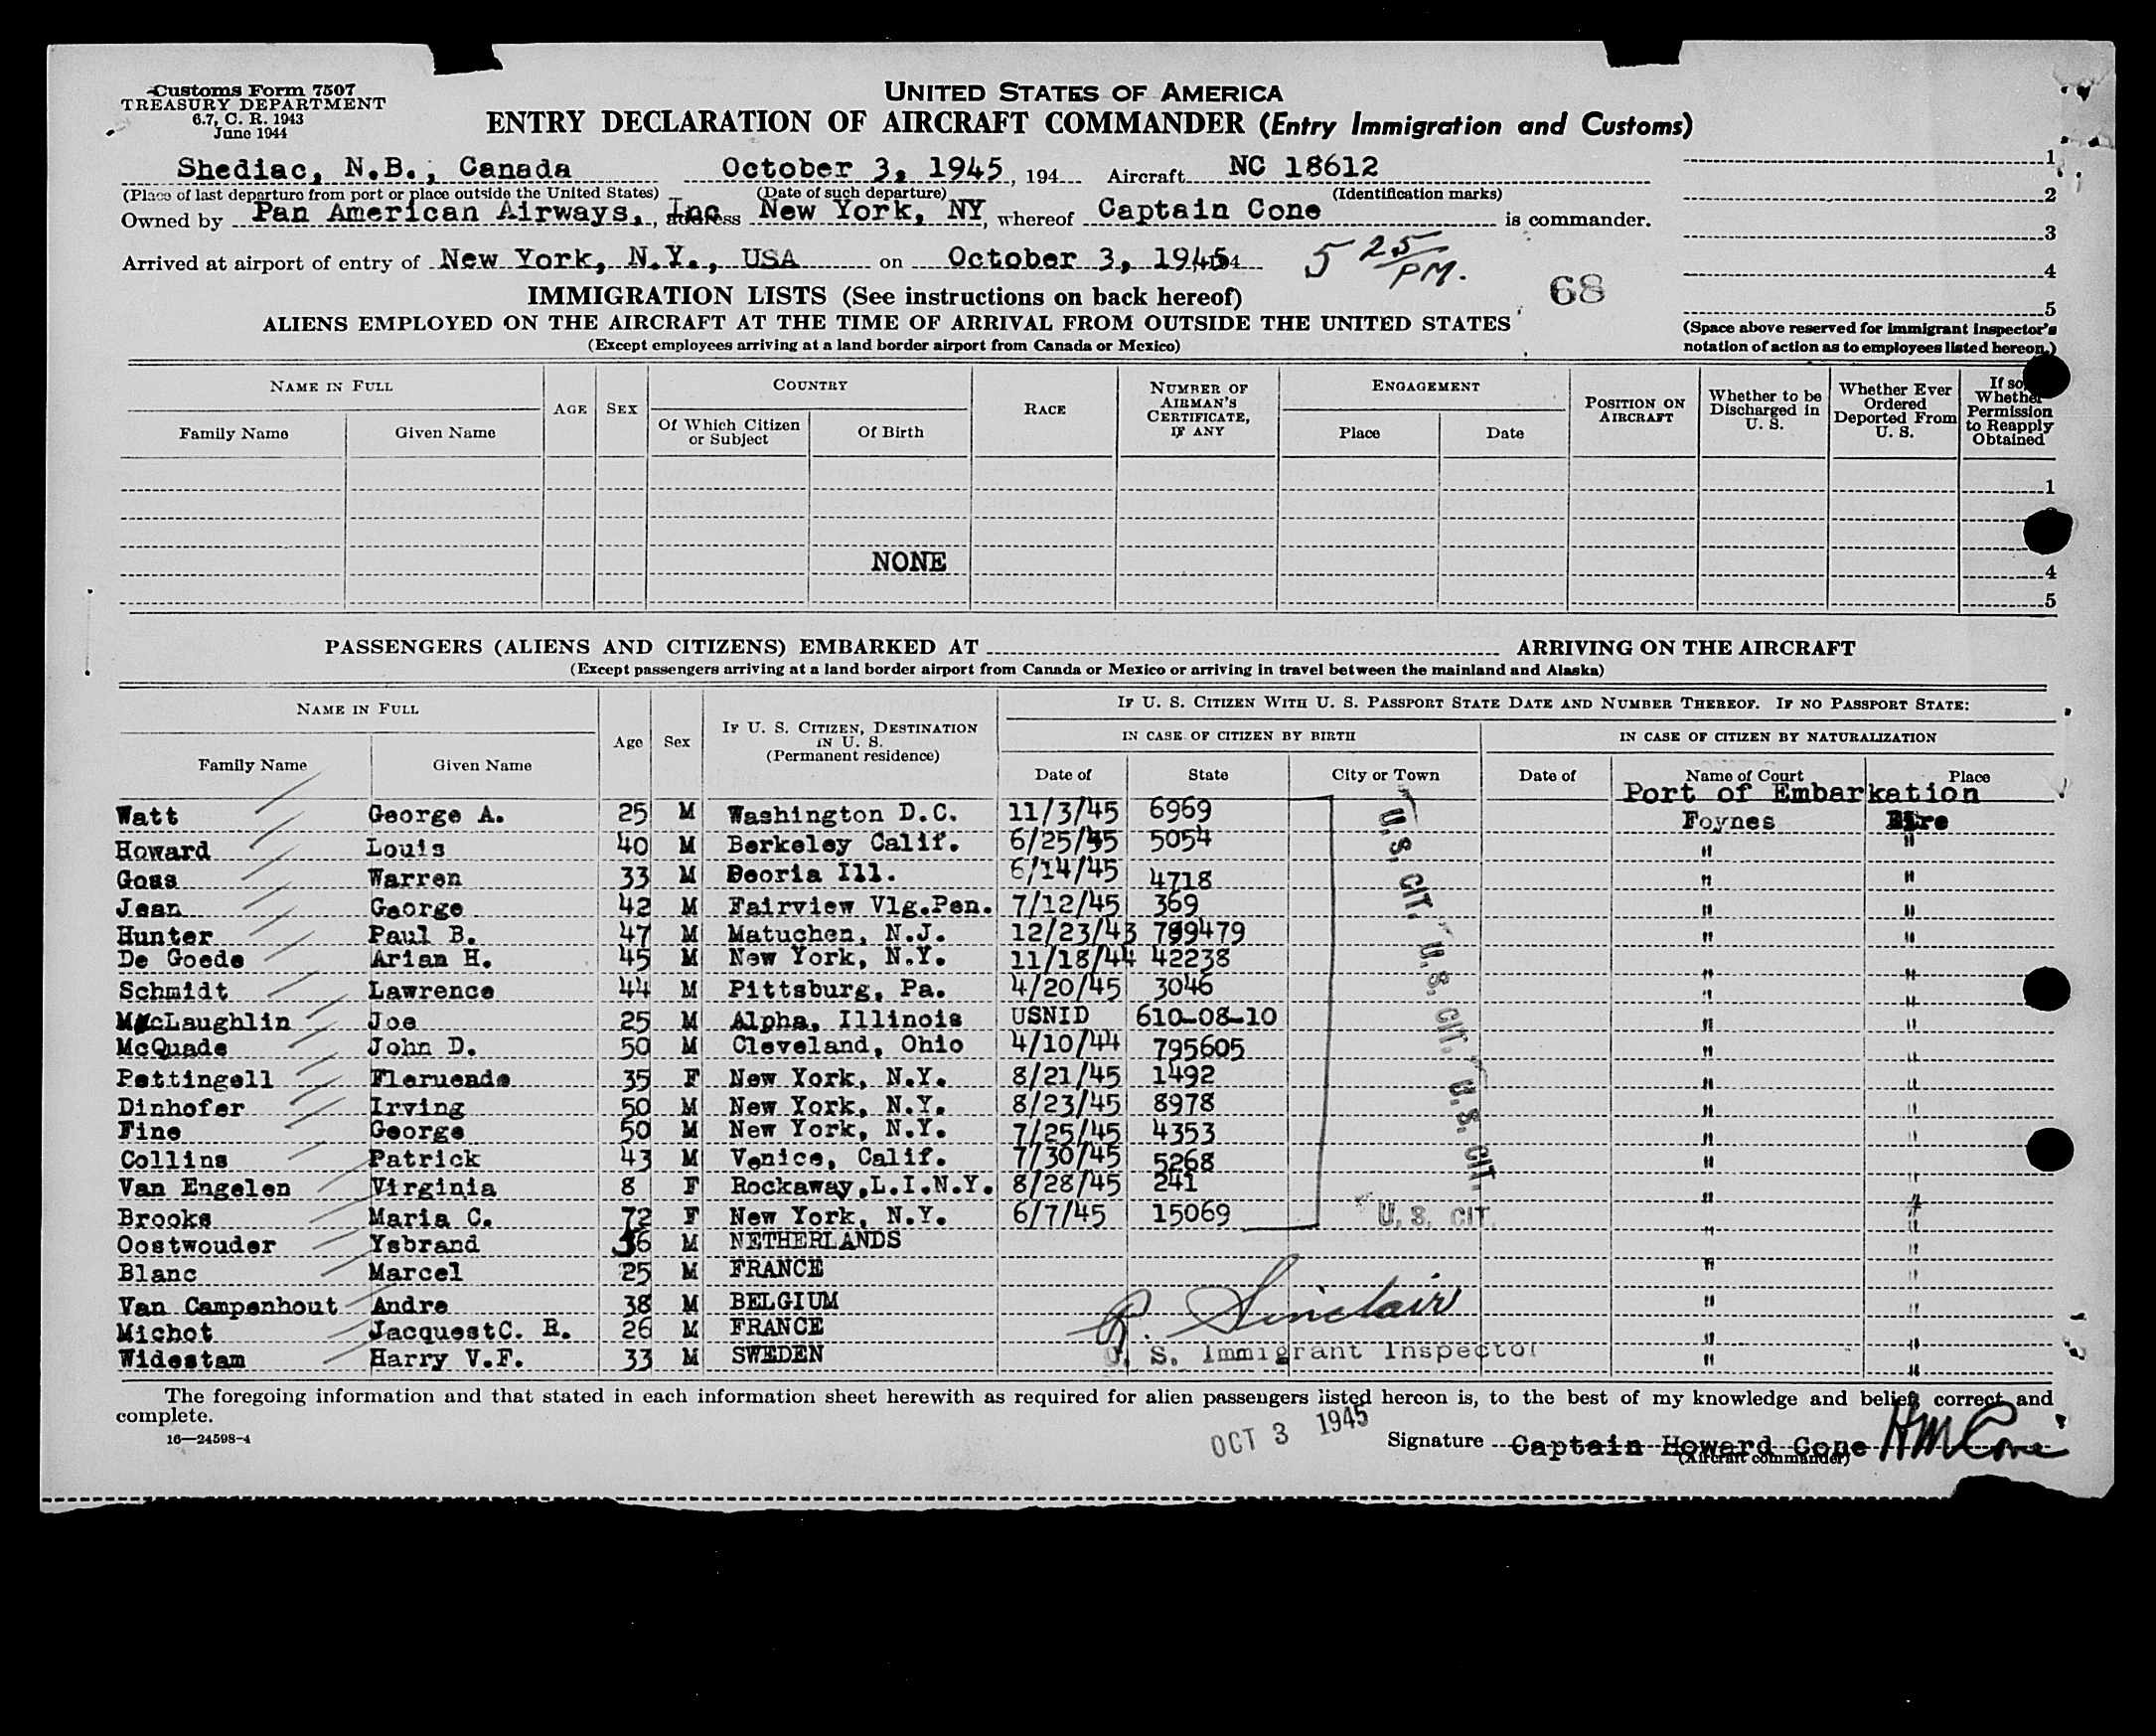 Customs Form 7507
TREASURY DEPARTMENT
6.7, C. R. 1943
June 1944
UNITED STATES OF AMERICA
ENTRY DECLARATION OF AIRCRAFT COMMANDER (Entry Immigration and Customs)
Shediac, N.B., Canada October 3, 1945, 194 Aircraft NC 18612
(Place of last departure from port or place outside the United States) (Date of such departure) (Identification marks)
Owned by Pan American Airways, Inc address New York, NY, whereof Captain Cone is commander.
Arrived at airport of entry of New York, N.Y., USA on October 3, 1945 5 25 PM.
68
1
2
3
4
5
(Space above reserved for immigrant inspector's
notation of action as to employees listed hereon.)
IMMIGRATION LISTS (See instructions on back hereof)
ALIENS EMPLOYED ON THE AIRCRAFT AT THE TIME OF ARRIVAL FROM OUTSIDE THE UNITED STATES
(Except employees arriving at a land border airport from Canada or Mexico)
NAME IN FULL AGE SEX COUNTRY RACE NUMBER OF AIRMAN'S CERTIFICATE, IF ANY ENGAGEMENT POSITION ON AIRCRAFT Whether to be Discharged in U. S. Whether Ever Ordered Deported From U. S. If so, Whether Permission to Reapply Obtained
Family Name Given Name Of Which Citizen or Subject Of Birth Place Date
1
NONE
4
5
PASSENGERS (ALIENS AND CITIZENS) EMBARKED AT ARRIVING ON THE AIRCRAFT
(Except passengers arriving at a land border airport from Canada or Mexico or arriving in travel between the mainland and Alaska)
NAME IN FULL Age Sex IF U. S. CITIZEN, DESTINATION IN U. S. (Permanent residence) IF U. S. CITIZEN WITH U. S. PASSPORT STATE DATE AND NUMBER THEREOF. IF NO PASSPORT STATE:
IN CASE OF CITIZEN BY BIRTH IN CASE OF CITIZEN BY NATURALIZATION
Family Name Given Name Date of State City or Town Date of Name of Court Place
Port of Embarkation
Watt George A. 25 M Washington D.C. 11/3/45 6969 Foynes Eire
Howard Louis 40 M Berkeley Calif. 6/25/45 5054 " "
Goss Warren 33 M Peoria Ill. 6/14/45 4718 " "
Jean George 42 M Fairview Vlg.Pen. 7/12/45 369 " "
Hunter Paul B. 47 M Matuchen, N.J. 12/23/43 799479 " "
De Goede Arian H. 45 M New York, N.Y. 11/18/44 42238 " "
Schmidt Lawrence 44 M Pittsburg, Pa. 4/20/45 3046 " "
MacLaughlin Joe 25 M Alpha, Illinois USNID 610-08-10 " "
McQuade John D. 50 M Cleveland, Ohio 4/10/44 795605 " "
Pettingell Flerueade 35 F New York, N.Y. 8/21/45 1492 " "
Dinhofer Irving 50 M New York, N.Y. 8/23/45 8978 " "
Fine George 50 M New York, N.Y. 7/25/45 4353 " "
Collins Patrick 43 M Venice, Calif. 7/30/45 5268 " "
Van Engelen Virginia 8 F Rockaway,L.I.N.Y. 8/28/45 241 " "
Brooks Maria C. 72 F New York, N.Y. 6/7/45 15069 " "
Oostwouder Ysbrand 36 M NETHERLANDS " "
Blanc Marcel 25 M FRANCE " "
Van Campenhout Andre 38 M BELGIUM " "
Michot JacquestC. R. 26 M FRANCE " "
Widestam Harry V.F. 33 M SWEDEN " "
U.S. CIT.
U.S. CIT.
U.S. CIT.
U. S. CIT.
Sinclair
U. S. Immigrant Inspector
The foregoing information and that stated in each information sheet herewith as required for alien passengers listed hereon is, to the best of my knowledge and belief, correct and
complete.
16—24598-4
OCT 3 1945
Signature Captain Howard Cone HM Cone
(Aircraft commander)